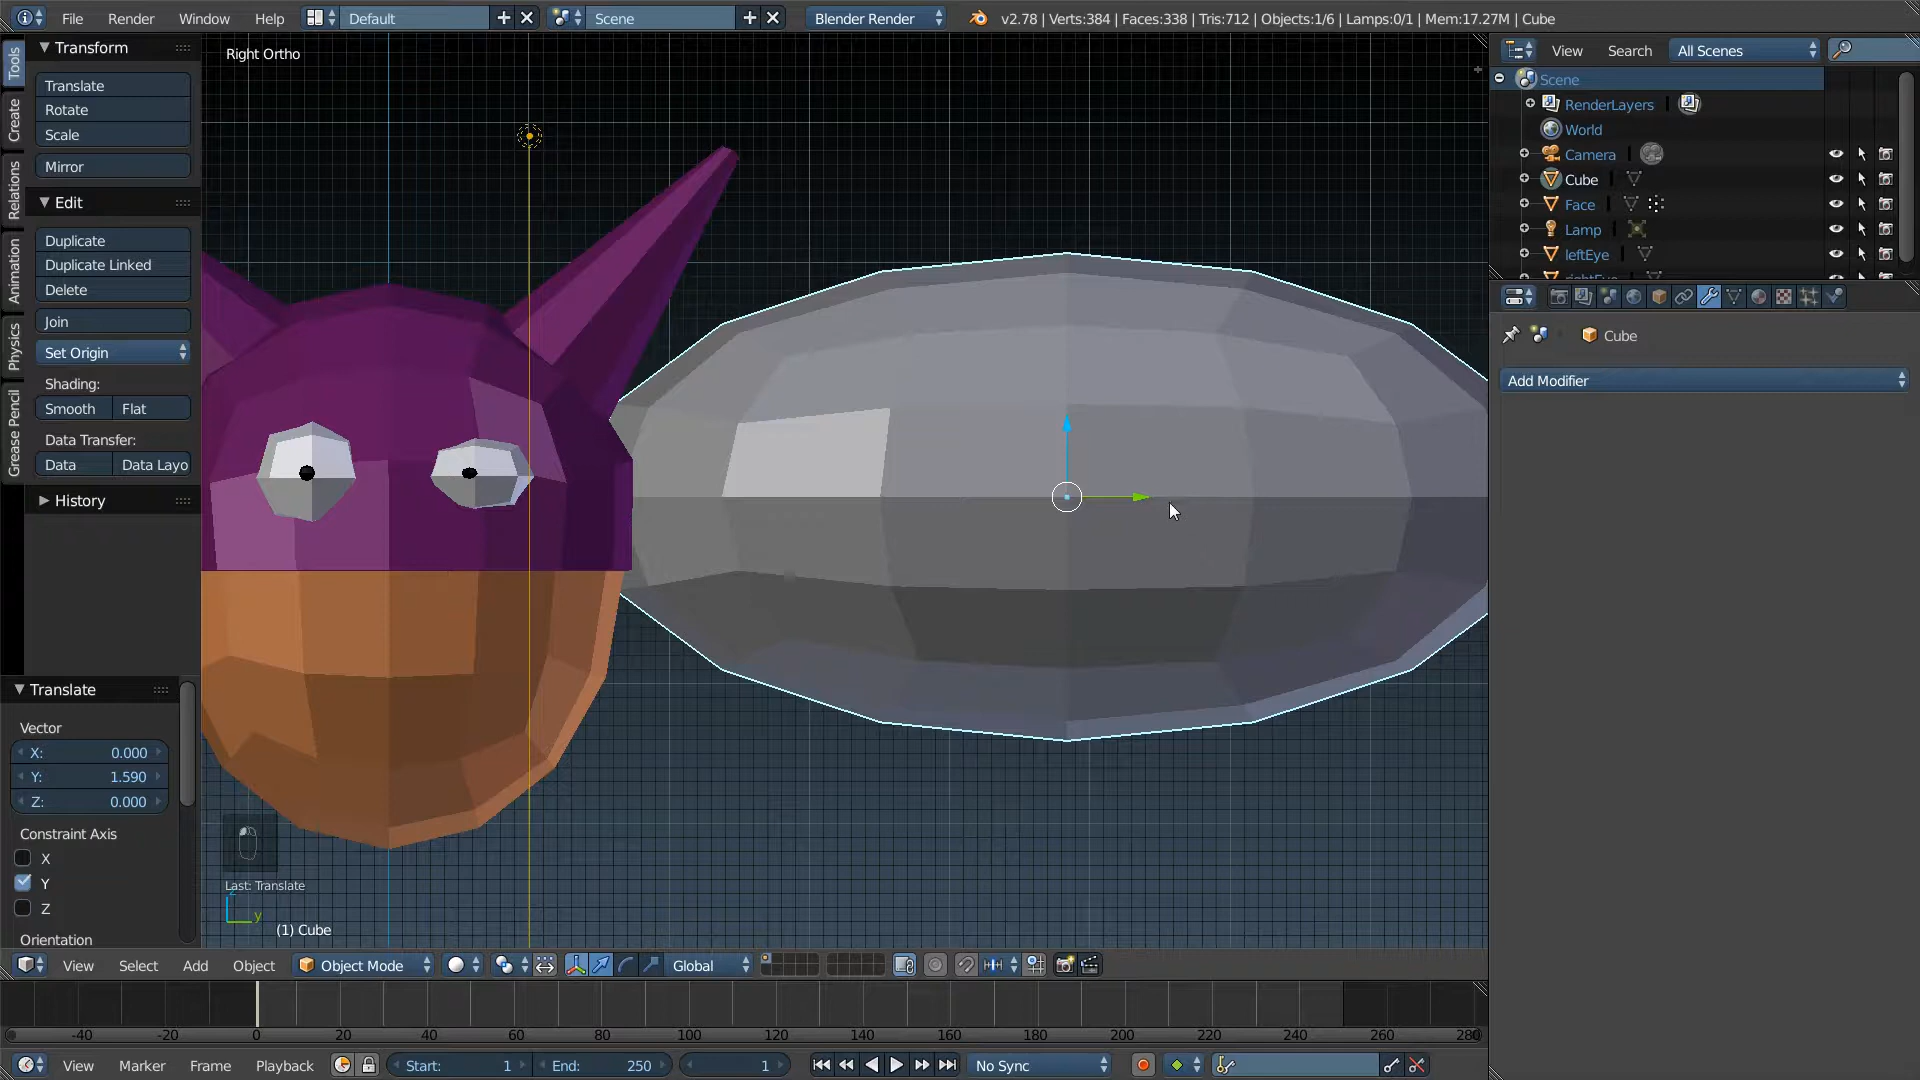 File Render Window Help Default Scene Blender Render v2.78 | Verts:384 | Faces:338 | Tris:712 | Objects:1/6 | Lamps:0/1 | Mem:17.27M | Cube
Tools
Create
Relations
Animation
Physics
Grease Pencil
Transform
Translate
Rotate
Scale
Mirror
Edit
Duplicate
Duplicate Linked
Delete
Join
Set Origin
Shading:
Smooth Flat
Data Transfer:
Data Data Layo
History
Translate
Vector
X: 0.000
Y: 1.590
Z: 0.000
Constraint Axis
X
Y
Z
Orientation
Right Ortho
Last: Translate
z
y
(1) Cube
View Search All Scenes
Scene
RenderLayers
World
Camera
Cube
Face
Lamp
leftEye
rightEye
Cube
Add Modifier
View Select Add Object Object Mode Global
-40 -20 0 20 40 60 80 100 120 140 160 180 200 220 240 260 280
View Marker Frame Playback Start: 1 End: 250 1 No Sync